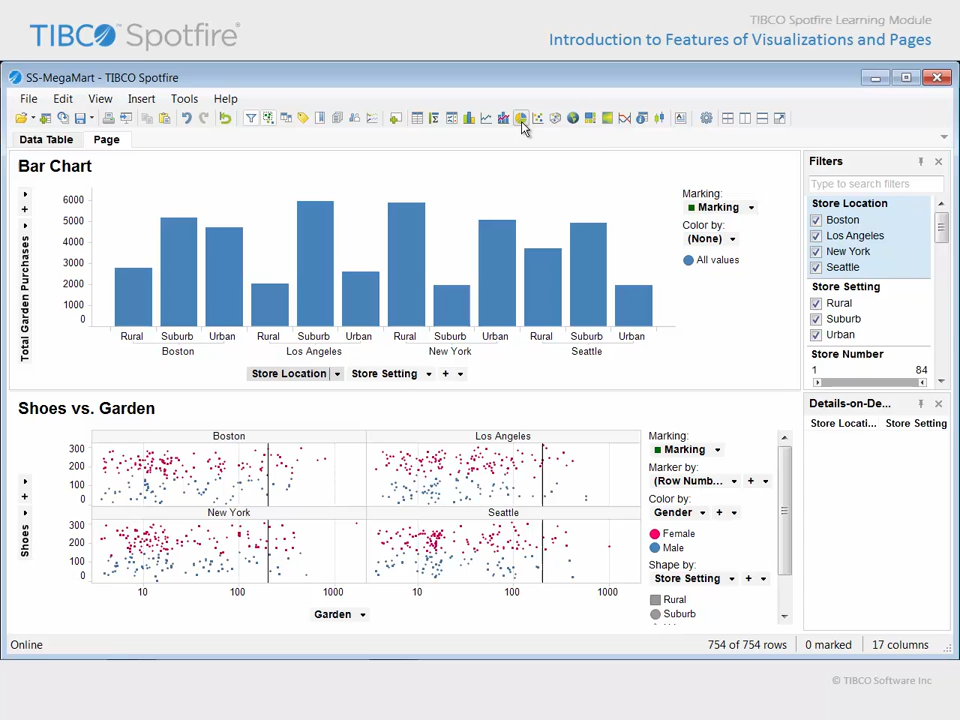 TIBCO Spotfire®
TIBCO Spotfire Learning Module
Introduction to Features of Visualizations and Pages
SS-MegaMart - TIBCO Spotfire
File Edit View Insert Tools Help
Data Table Page
Bar Chart
Total Garden Purchases
6000
5000
4000
3000
2000
1000
0
Rural Suburb Urban Rural Suburb Urban Rural Suburb Urban Rural Suburb Urban
Boston Los Angeles New York Seattle
Store Location Store Setting +
Marking:
Marking
Color by:
(None)
All values
Filters
Type to search filters
Store Location
Boston
Los Angeles
New York
Seattle
Store Setting
Rural
Suburb
Urban
Store Number
1 84
Shoes vs. Garden
Shoes
Boston Los Angeles
300
200
100
0
New York Seattle
300
200
100
0
10 100 1000 10 100 1000
Garden
Marking:
Marking
Marker by:
(Row Numb... +
Color by:
Gender +
Female
Male
Shape by:
Store Setting +
Rural
Suburb
Details-on-De...
Store Locati... Store Setting
Online 754 of 754 rows 0 marked 17 columns
© TIBCO Software Inc